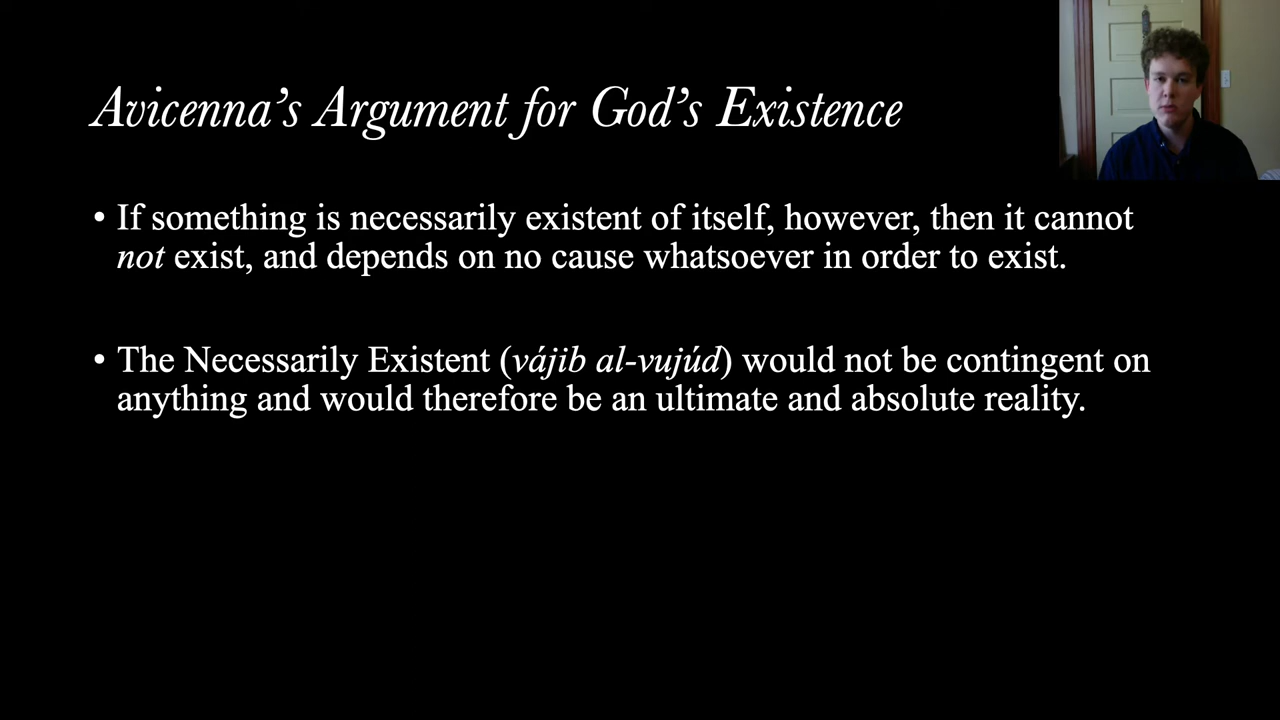 Avicenna's Argument for God's Existence
• If something is necessarily existent of itself, however, then it cannot
not exist, and depends on no cause whatsoever in order to exist.
• The Necessarily Existent (vájib al-vujúd) would not be contingent on
anything and would therefore be an ultimate and absolute reality.